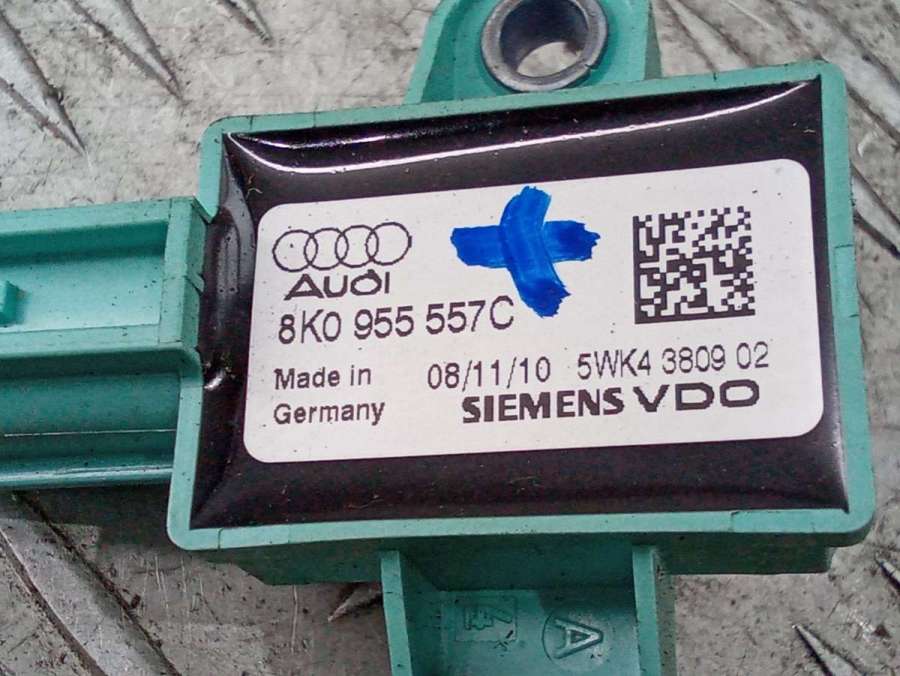 AUDI
8K0 955 557C
Made in
Germany
08/11/10 5WK4 3809 02
SIEMENS VDO
A